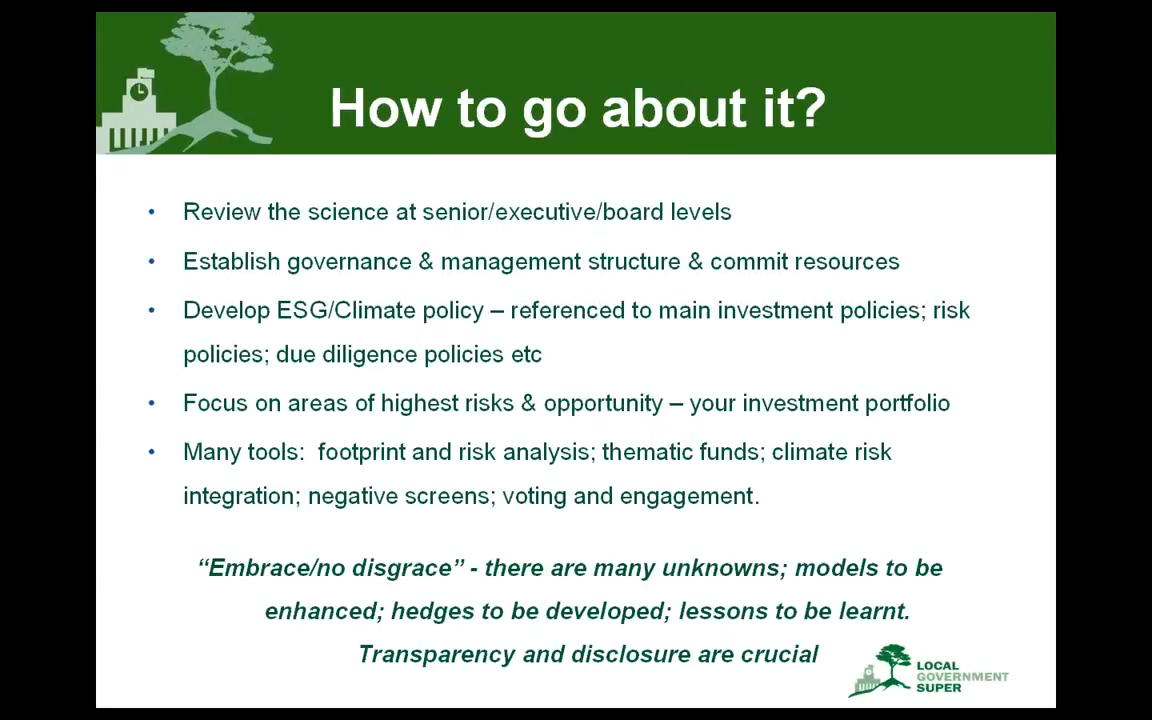 How to go about it?
• Review the science at senior/executive/board levels
• Establish governance & management structure & commit resources
• Develop ESG/Climate policy – referenced to main investment policies; risk
policies; due diligence policies etc
• Focus on areas of highest risks & opportunity – your investment portfolio
• Many tools:  footprint and risk analysis; thematic funds; climate risk
integration; negative screens; voting and engagement.
“Embrace/no disgrace” - there are many unknowns; models to be
enhanced; hedges to be developed; lessons to be learnt.
Transparency and disclosure are crucial
LOCAL
GOVERNMENT
SUPER